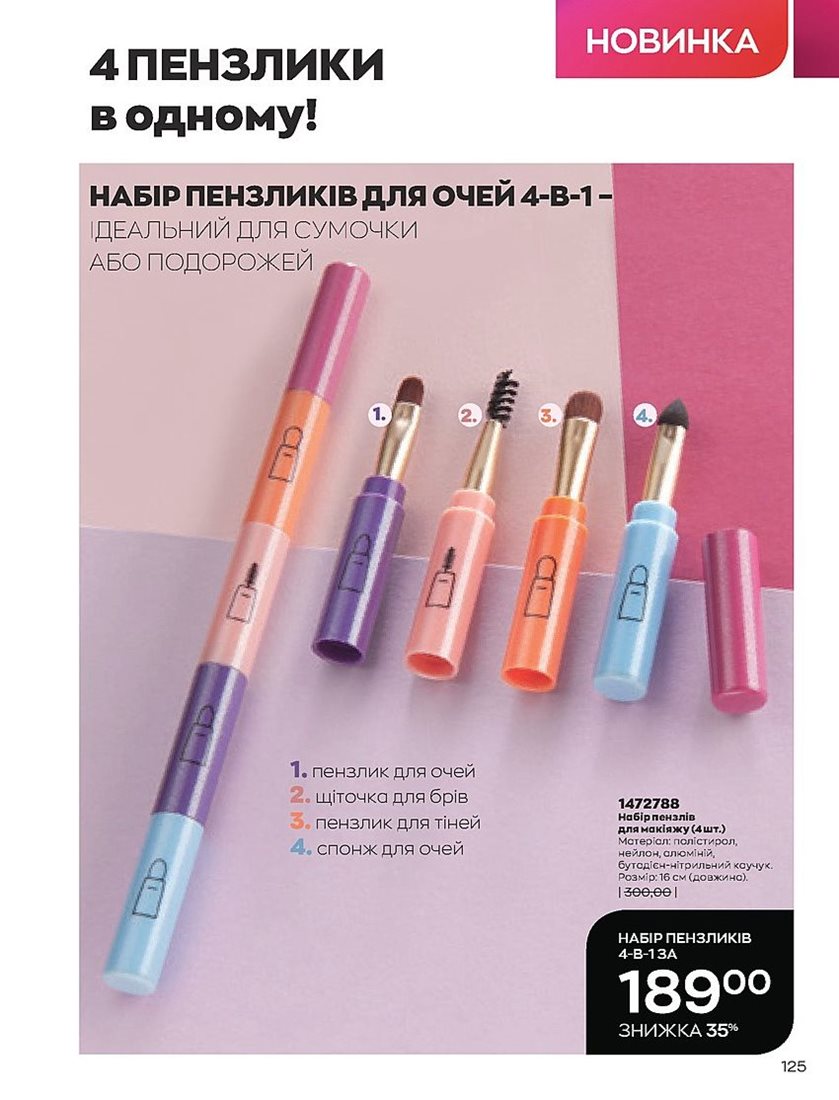 НОВИНКА
4 ПЕНЗЛИКИ
в одному!
НАБІР ПЕНЗЛИКІВ ДЛЯ ОЧЕЙ 4-В-1 –
ІДЕАЛЬНИЙ ДЛЯ СУМОЧКИ
АБО ПОДОРОЖЕЙ
1.
2.
3.
4.
1. пензлик для очей
2. щіточка для брів
3. пензлик для тіней
4. спонж для очей
1472788
Набір пензлів
для макіяжу (4 шт.)
Матеріал: полістирол,
нейлон, алюміній,
бутадієн-нітрильний каучук.
Розмір: 16 см (довжина).
| 300,00 |
НАБІР ПЕНЗЛИКІВ
4-В-1 ЗА
189⁰⁰
ЗНИЖКА 35%
125